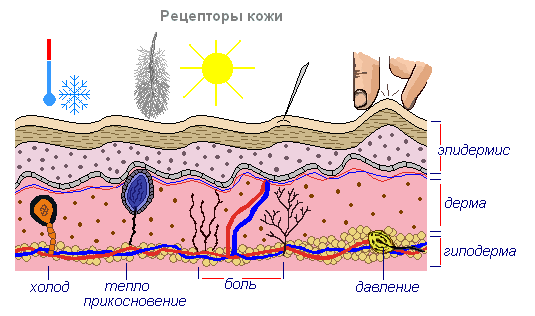 Рецепторы кожи
эпидермис
дерма
гиподерма
холод
тепло
прикосновение
боль
давление